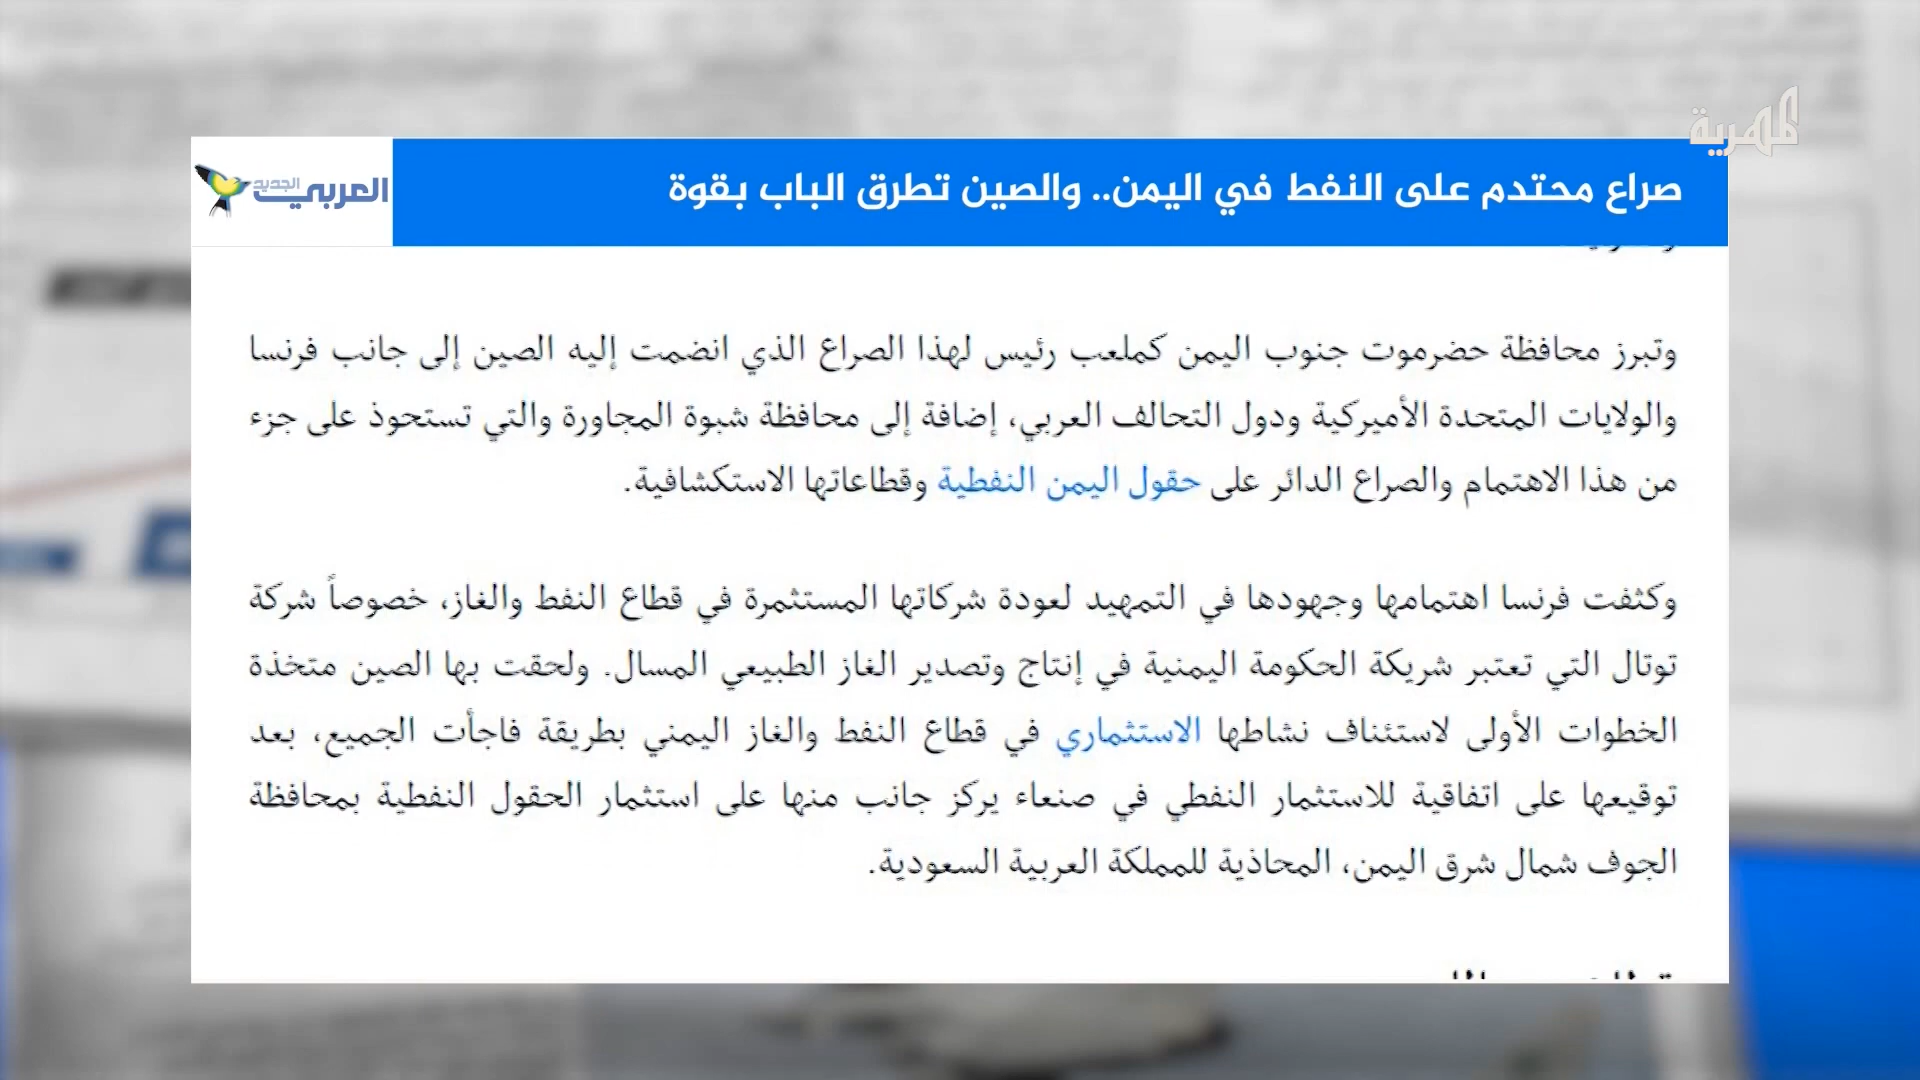 المهرية
العربي الجديد
صراع محتدم على النفط في اليمن.. والصين تطرق الباب بقوة
وتبرز محافظة حضرموت جنوب اليمن كملعب رئيس لهذا الصراع الذي انضمت إليه الصين إلى جانب فرنسا
والولايات المتحدة الأميركية ودول التحالف العربي، إضافة إلى محافظة شبوة المجاورة والتي تستحوذ على جزء
من هذا الاهتمام والصراع الدائر على حقول اليمن النفطية وقطاعاتها الاستكشافية.
وكثفت فرنسا اهتمامها وجهودها في التمهيد لعودة شركاتها المستثمرة في قطاع النفط والغاز، خصوصاً شركة
توتال التي تعتبر شريكة الحكومة اليمنية في إنتاج وتصدير الغاز الطبيعي المسال. ولحقت بها الصين متخذة
الخطوات الأولى لاستئناف نشاطها الاستثماري في قطاع النفط والغاز اليمني بطريقة فاجأت الجميع، بعد
توقيعها على اتفاقية للاستثمار النفطي في صنعاء يركز جانب منها على استثمار الحقول النفطية بمحافظة
الجوف شمال شرق اليمن، المحاذية للمملكة العربية السعودية.